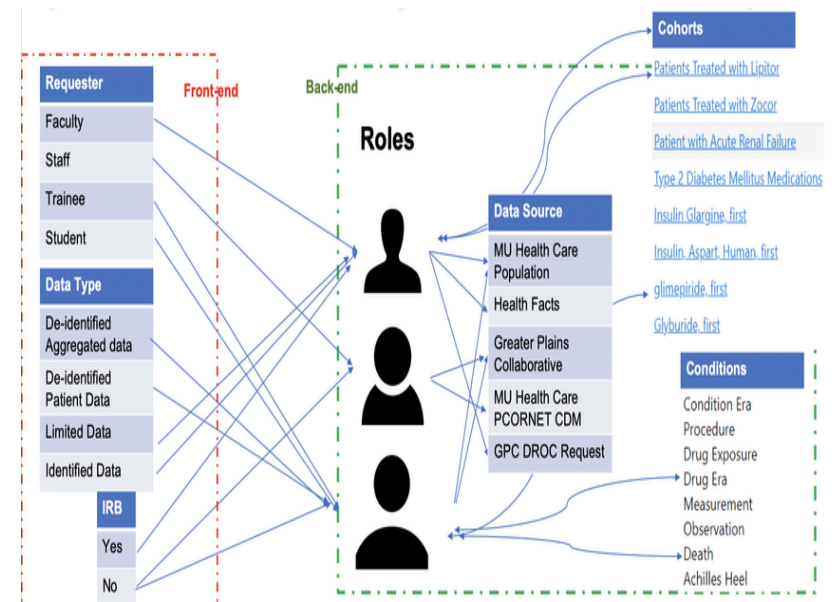 Cohorts
Requester
Front-end
Back-end
Faculty
Staff
Trainee
Student
Data Type
De-identified
Aggregated data
De-identified
Patient Data
Limited Data
Identified Data
IRB
Yes
No
Roles
Data Source
MU Health Care
Population
Health Facts
Greater Plains
Collaborative
MU Health Care
PCORNET CDM
GPC DROC Request
Patients Treated with Lipitor
Patients Treated with Zocor
Patient with Acute Renal Failure
Type 2 Diabetes Mellitus Medications
Insulin Glargine, first
Insulin, Aspart, Human, first
glimepiride, first
Glyburide, first
Conditions
Condition Era
Procedure
Drug Exposure
Drug Era
Measurement
Observation
Death
Achilles Heel